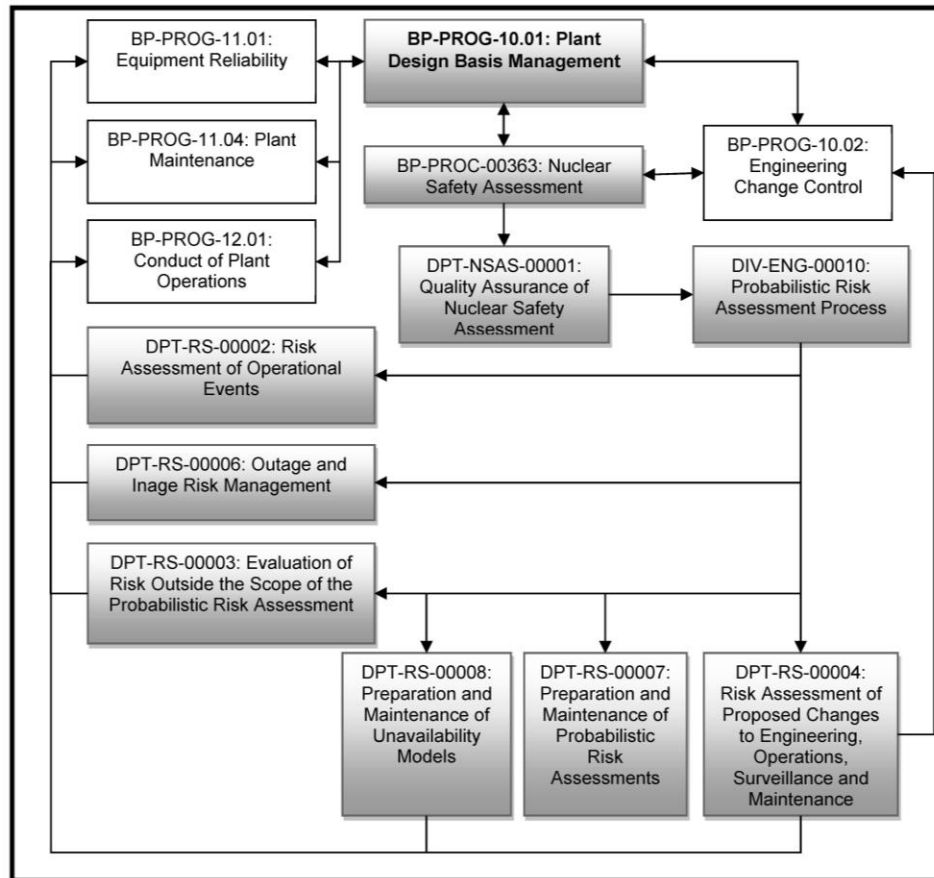 BP-PROG-11.01:
Equipment Reliability
BP-PROG-10.01: Plant
Design Basis Management
BP-PROG-11.04: Plant
Maintenance
BP-PROC-00363: Nuclear
Safety Assessment
BP-PROG-10.02:
Engineering
Change Control
BP-PROG-12.01:
Conduct of Plant
Operations
DPT-NSAS-00001:
Quality Assurance of
Nuclear Safety
Assessment
DIV-ENG-00010:
Probabilistic Risk
Assessment Process
DPT-RS-00002: Risk
Assessment of Operational
Events
DPT-RS-00006: Outage and
Inage Risk Management
DPT-RS-00003: Evaluation of
Risk Outside the Scope of the
Probabilistic Risk Assessment
DPT-RS-00008:
Preparation and
Maintenance of
Unavailability
Models
DPT-RS-00007:
Preparation and
Maintenance of
Probabilistic
Risk
Assessments
DPT-RS-00004:
Risk Assessment of
Proposed Changes
to Engineering,
Operations,
Surveillance and
Maintenance